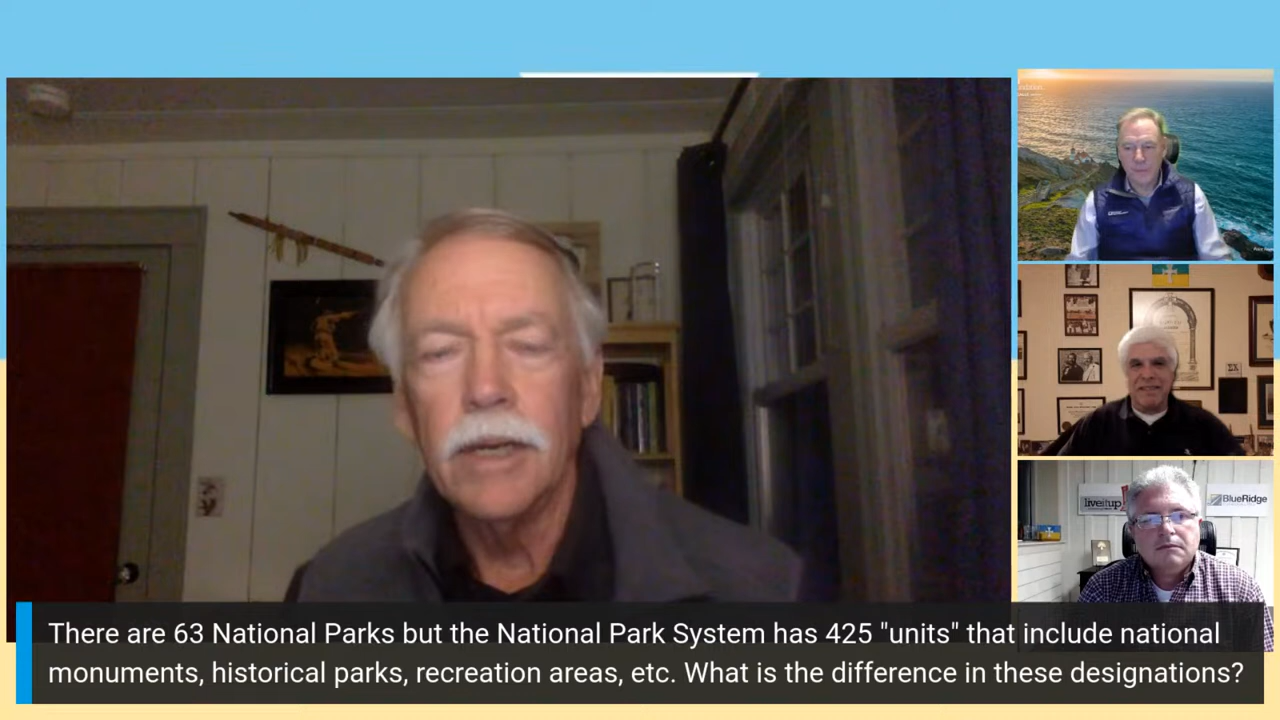 There are 63 National Parks but the National Park System has 425 "units" that include national
monuments, historical parks, recreation areas, etc. What is the difference in these designations?
liveitup
BlueRidge